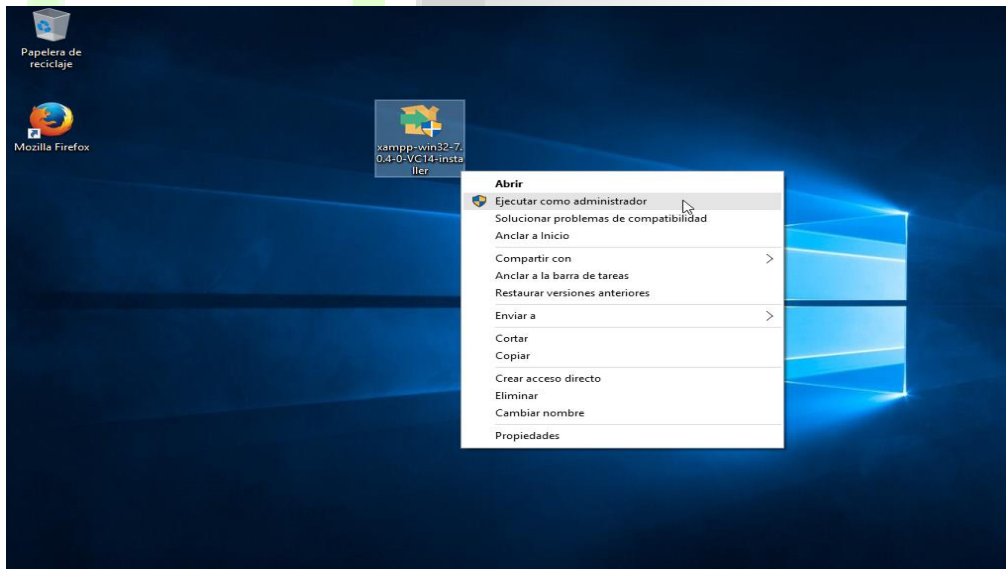 Papelera de
reciclaje
Mozilla Firefox
xampp-win32-7.
0.4-0-VC14-insta
ller
Abrir
Ejecutar como administrador
Solucionar problemas de compatibilidad
Anclar a Inicio
Compartir con
Anclar a la barra de tareas
Restaurar versiones anteriores
Enviar a
Cortar
Copiar
Crear acceso directo
Eliminar
Cambiar nombre
Propiedades